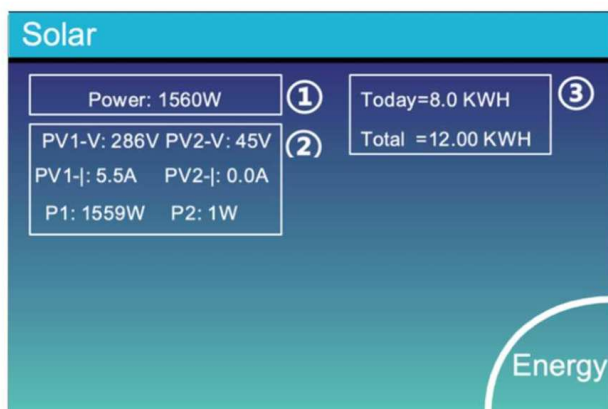 Solar
Power: 1560W
①
PV1-V: 286V PV2-V: 45V
②
PV1-|: 5.5A PV2-|: 0.0A
P1: 1559W P2: 1W
Today=8.0 KWH
③
Total =12.00 KWH
Energy